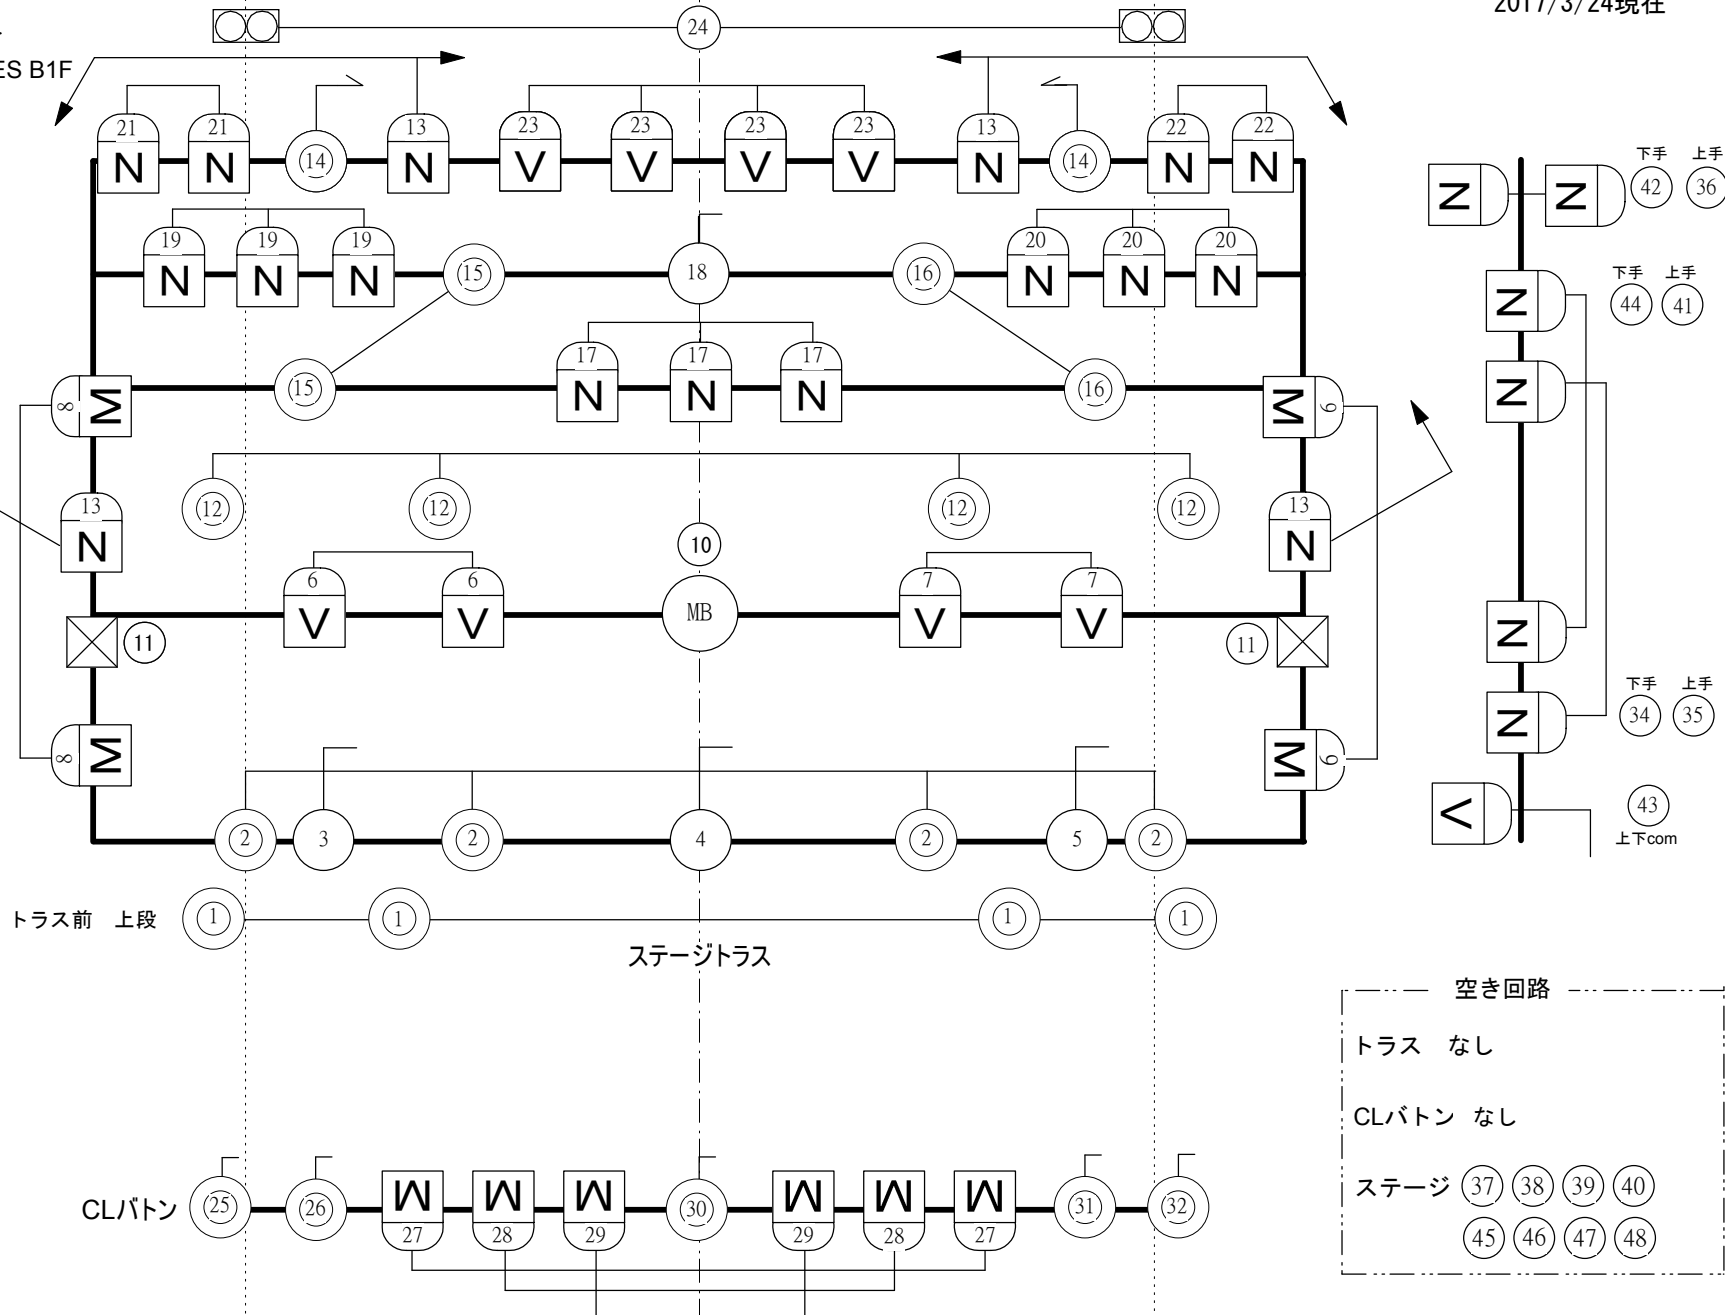 2017/3/24現在
24
ES B1F
21 21 13 23 23 23 23 13 22 22
N N 14 N V V V V N 14 N N
下手 上手
N N 42 36
19 19 19 20 20 20
N N N 15 18 16 N N N
下手 上手
N 44 41
17 17 17
8 M 15 N N N 16 M 9
N
12 12 12 12
13 13
N N
10
6 6 7 7
V V MB V V
11 11
N
下手 上手
N 34 35
8 M M 9
V 43
上下com
2 3 2 4 2 5 2
トラス前 上段 1 1 1 1
ステージトラス
空き回路
トラス なし
CLバトン なし
ステージ 37 38 39 40
45 46 47 48
CLバトン 25 26 M M M 30 M M M 31 32
27 28 29 29 28 27